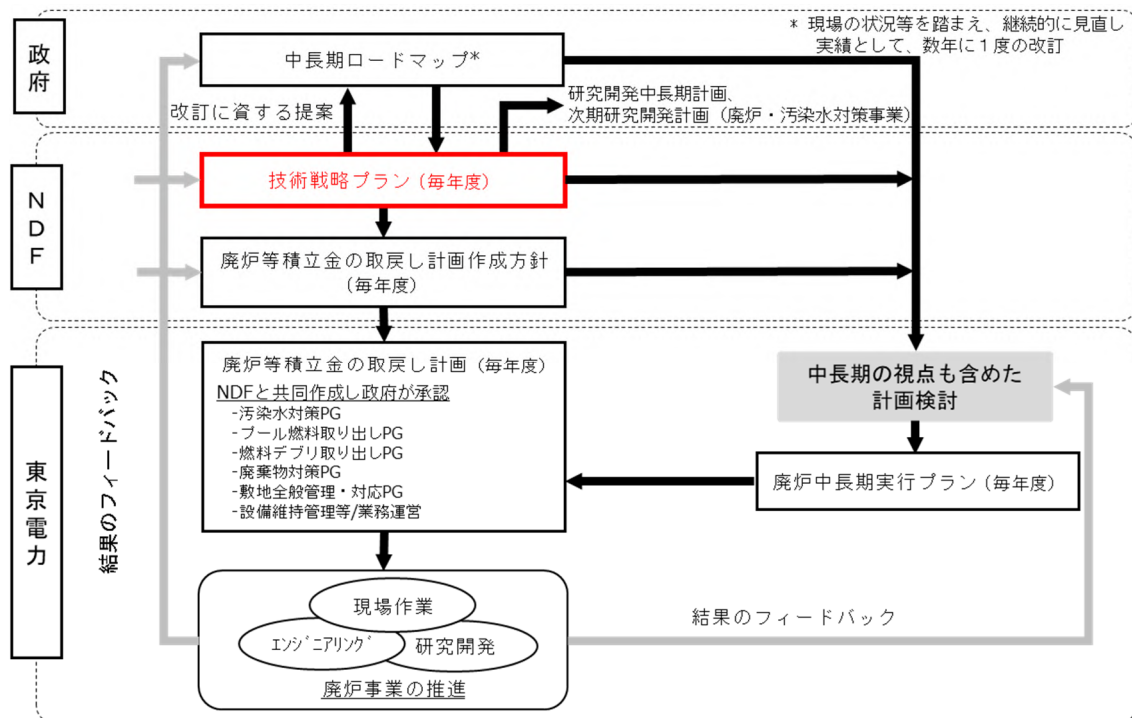 政府
中長期ロードマップ*
* 現場の状況等を踏まえ、継続的に見直し
実績として、数年に１度の改訂
改訂に資する提案
研究開発中長期計画、
次期研究開発計画（廃炉・汚染水対策事業）
NDF
技術戦略プラン（毎年度）
廃炉等積立金の取戻し計画作成方針
（毎年度）
東京電力
結果のフィードバック
廃炉等積立金の取戻し計画（毎年度）
NDFと共同作成し政府が承認
-汚染水対策PG
-プール燃料取り出しPG
-燃料デブリ取り出しPG
-廃棄物対策PG
-敷地全般管理・対応PG
-設備維持管理等/業務運営
中長期の視点も含めた
計画検討
廃炉中長期実行プラン（毎年度）
現場作業
エンジニアリング
研究開発
廃炉事業の推進
結果のフィードバック